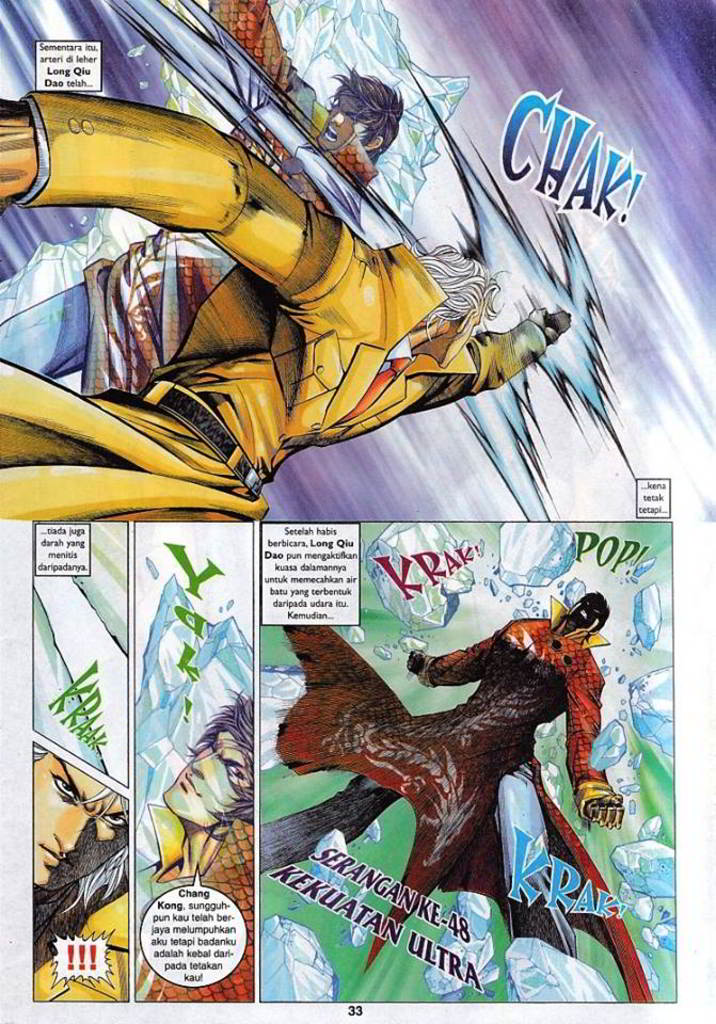 Sementara itu,
arteri di leher
Long Qiu
Dao telah...
CHAK!
...kena
tetak
tetapi...
...tiada juga
darah yang
menitis
daripadanya.
KRAAK
!!!
Chang
Kong, sungguh-
pun kau telah ber-
jaya melumpuhkan
aku tetapi badanku
adalah kebal dari-
pada tetakan
kau!
Setelah habis
berbicara, Long Qiu
Dao pun mengaktifkan
kuasa dalamannya
untuk memecahkan air
batu yang terbentuk
daripada udara itu.
Kemudian...
KRAK!
POP!
KRAK!
SERANGAN KE-48
KEKUATAN ULTRA
33